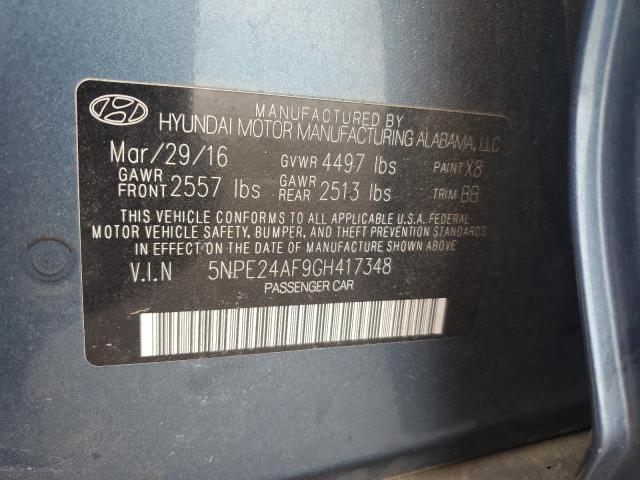 MANUFACTURED BY
HYUNDAI MOTOR MANUFACTURING ALABAMA, LLC
Mar/29/16 GVWR 4497 lbs PAINT X8
GAWR FRONT 2557 lbs GAWR REAR 2513 lbs TRIM BB
THIS VEHICLE CONFORMS TO ALL APPLICABLE U.S.A. FEDERAL
MOTOR VEHICLE SAFETY, BUMPER, AND THEFT PREVENTION STANDARDS
IN EFFECT ON THE DATE OF MANUFACTURE SHOWN ABOVE.
V.I.N 5NPE24AF9GH417348
PASSENGER CAR